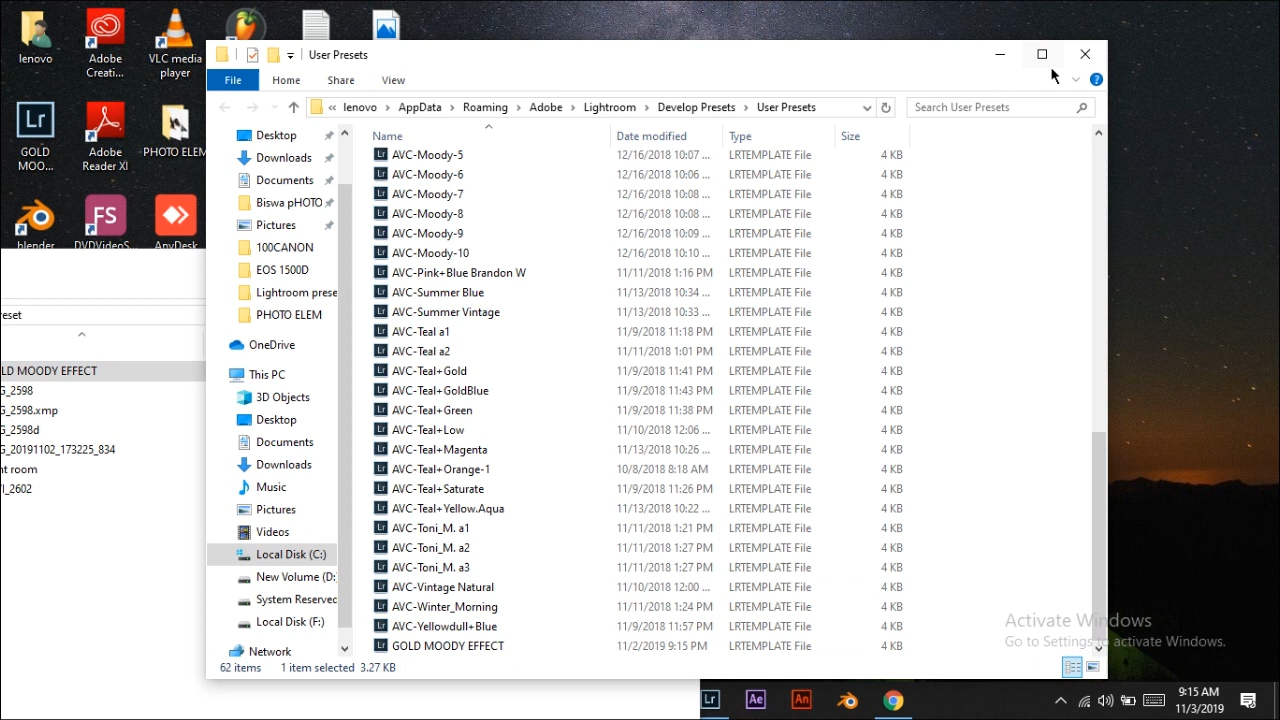 lenovo
Adobe
Creati...
VLC media
player
GOLD
MOO...
Adobe
Reader XI
PHOTO ELEM
blender
FS
DVDVideoS...
AnyDesk
User Presets
File Home Share View
« lenovo > AppData > Roaming > Adobe > Lightroom > Develop Presets > User Presets
Search User Presets
Desktop
Downloads
Documents
Biswa pHOTO
Pictures
100CANON
EOS 1500D
Lightroom prese
PHOTO ELEM
OneDrive
This PC
3D Objects
Desktop
Documents
Downloads
Music
Pictures
Videos
Local Disk (C:)
New Volume (D:
System Reserved
Local Disk (F:)
Network
Name Date modified Type Size
AVC-Moody-5 12/16/2018 10:07 ... LRTEMPLATE File 4 KB
AVC-Moody-6 12/16/2018 10:06 ... LRTEMPLATE File 4 KB
AVC-Moody-7 12/16/2018 10:08 ... LRTEMPLATE File 4 KB
AVC-Moody-8 12/16/2018 10:08 ... LRTEMPLATE File 4 KB
AVC-Moody-9 12/16/2018 10:09 ... LRTEMPLATE File 4 KB
AVC-Moody-10 12/16/2018 10:10 ... LRTEMPLATE File 4 KB
AVC-Pink+Blue Brandon W 11/11/2018 1:16 PM LRTEMPLATE File 4 KB
AVC-Summer Blue 11/13/2018 10:34 ... LRTEMPLATE File 4 KB
AVC-Summer Vintage 11/13/2018 10:33 ... LRTEMPLATE File 4 KB
AVC-Teal a1 11/9/2018 11:18 PM LRTEMPLATE File 4 KB
AVC-Teal a2 11/11/2018 1:01 PM LRTEMPLATE File 4 KB
AVC-Teal+Gold 11/9/2018 11:41 PM LRTEMPLATE File 4 KB
AVC-Teal+GoldBlue 11/9/2018 11:43 PM LRTEMPLATE File 4 KB
AVC-Teal+Green 11/9/2018 11:38 PM LRTEMPLATE File 4 KB
AVC-Teal+Low 11/10/2018 12:06 ... LRTEMPLATE File 4 KB
AVC-Teal+Magenta 11/13/2018 10:26 ... LRTEMPLATE File 4 KB
AVC-Teal+Orange-1 10/8/2018 8:18 AM LRTEMPLATE File 4 KB
AVC-Teal+Saturate 11/9/2018 11:26 PM LRTEMPLATE File 4 KB
AVC-Teal+Yellow.Aqua 11/13/2018 10:22 ... LRTEMPLATE File 4 KB
AVC-Toni_M. a1 11/11/2018 1:21 PM LRTEMPLATE File 4 KB
AVC-Toni_M. a2 11/11/2018 1:27 PM LRTEMPLATE File 4 KB
AVC-Toni_M. a3 11/11/2018 1:27 PM LRTEMPLATE File 4 KB
AVC-Vintage Natural 11/10/2018 12:00 ... LRTEMPLATE File 4 KB
AVC-Winter_Morning 11/11/2018 1:24 PM LRTEMPLATE File 4 KB
AVC-Yellowdull+Blue 11/9/2018 11:57 PM LRTEMPLATE File 4 KB
GOLD MOODY EFFECT 11/2/2019 9:15 PM LRTEMPLATE File 4 KB
62 items 1 item selected 3.27 KB
eset
LD MOODY EFFECT
G_2598
G_2598.xmp
G_2598d
G_20191102_173225_834
ht room
I_2602
Activate Windows
Go to Settings to activate Windows.
Lr Ae An
9:15 AM
11/3/2019